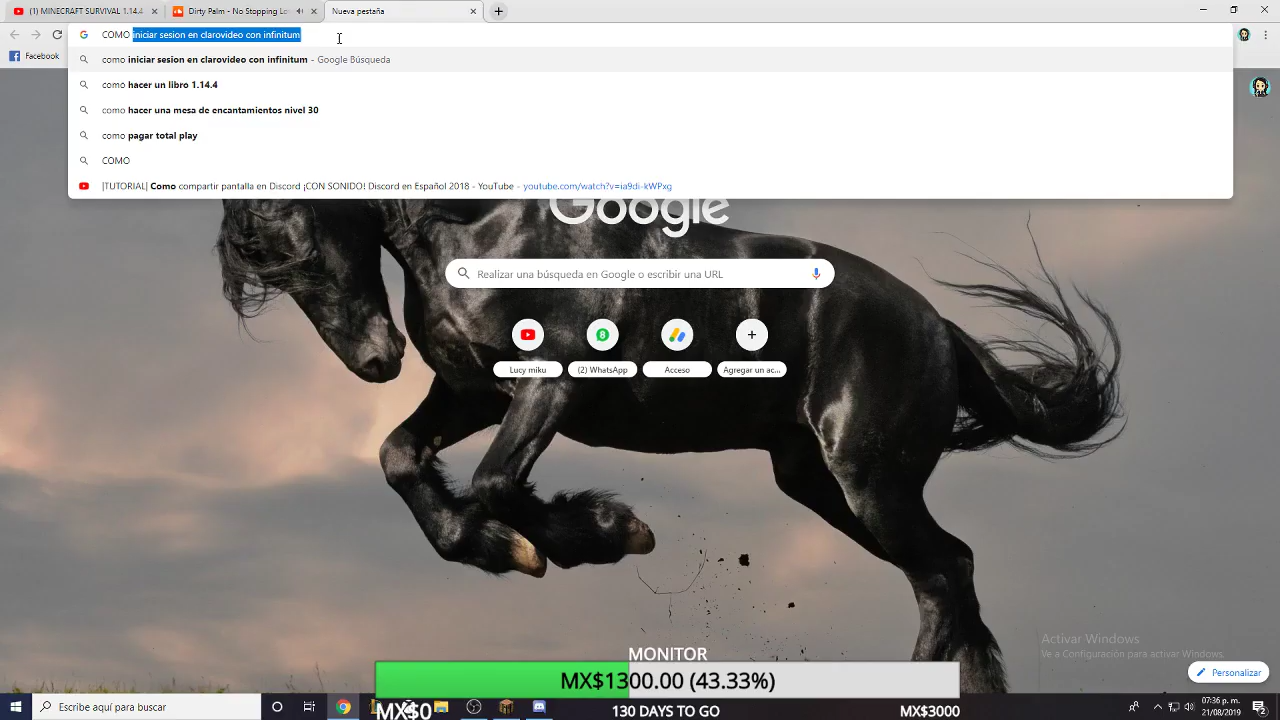 (1) MINECRAFT SURVIVAL 1.14.4
Dirty Palm - No Stopping Lo
Nueva pestaña
COMO iniciar sesion en clarovideo con infinitum
Facebook
como iniciar sesion en clarovideo con infinitum - Google Búsqueda
como hacer un libro 1.14.4
como hacer una mesa de encantamientos nivel 30
como pagar total play
COMO
[TUTORIAL] Como compartir pantalla en Discord ¡CON SONIDO! Discord en Español 2018 - YouTube - youtube.com/watch?v=ia9di-kWPxg
Google
Realizar una búsqueda en Google o escribir una URL
8
Lucy miku
(2) WhatsApp
Acceso
Agregar un ac...
Activar Windows
Ve a Configuración para activar Windows.
Personalizar
MONITOR
MX$1300.00 (43.33%)
Escribe aquí para buscar
MX$0
130 DAYS TO GO
MX$3000
07:36 p. m.
21/08/2019
2